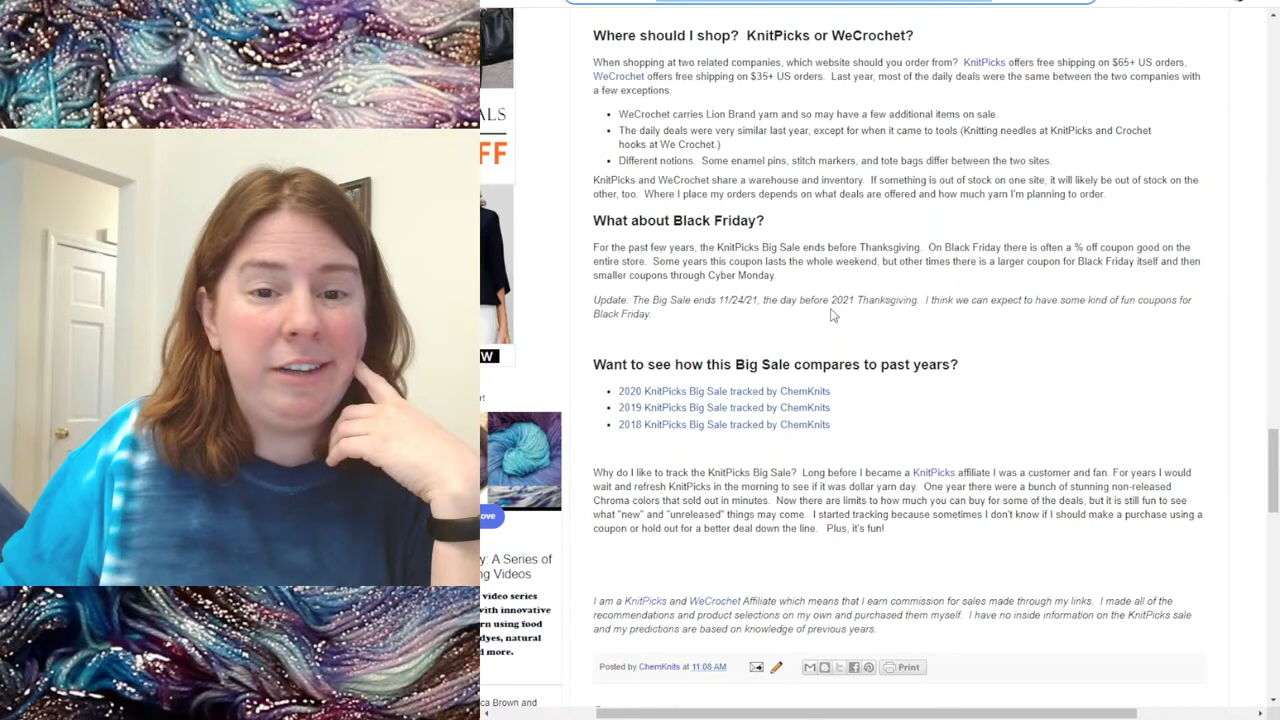 Where should I shop?  KnitPicks or WeCrochet?
When shopping at two related companies, which website should you order from?  KnitPicks offers free shipping on $65+ US orders,
WeCrochet offers free shipping on $35+ US orders.  Last year, most of the daily deals were the same between the two companies with
a few exceptions.
WeCrochet carries Lion Brand yarn and so may have a few additional items on sale.
The daily deals were very similar last year, except for when it came to tools (Knitting needles at KnitPicks and Crochet
hooks at We Crochet.)
Different notions.  Some enamel pins, stitch markers, and tote bags differ between the two sites.
KnitPicks and WeCrochet share a warehouse and inventory.  If something is out of stock on one site, it will likely be out of stock on the
other, too.  Where I place my orders depends on what deals are offered and how much yarn I'm planning to order.
What about Black Friday?
For the past few years, the KnitPicks Big Sale ends before Thanksgiving.  On Black Friday there is often a % off coupon good on the
entire store.  Some years this coupon lasts the whole weekend, but other times there is a larger coupon for Black Friday itself and then
smaller coupons through Cyber Monday.
Update: The Big Sale ends 11/24/21, the day before 2021 Thanksgiving.  I think we can expect to have some kind of fun coupons for
Black Friday.
Want to see how this Big Sale compares to past years?
2020 KnitPicks Big Sale tracked by ChemKnits
2019 KnitPicks Big Sale tracked by ChemKnits
2018 KnitPicks Big Sale tracked by ChemKnits
Why do I like to track the KnitPicks Big Sale?  Long before I became a KnitPicks affiliate I was a customer and fan. For years I would
wait and refresh KnitPicks in the morning to see if it was dollar yarn day.  One year there were a bunch of stunning non-released
Chroma colors that sold out in minutes.  Now there are limits to how much you can buy for some of the deals, but it is still fun to see
what "new" and "unreleased" things may come.  I started tracking because sometimes I don't know if I should make a purchase using a
coupon or hold out for a better deal down the line.  Plus, it's fun!
I am a KnitPicks and WeCrochet Affiliate which means that I earn commission for sales made through my links.  I made all of the
recommendations and product selections on my own and purchased them myself.  I have no inside information on the KnitPicks sale
and my predictions are based on knowledge of previous years.
Posted by ChemKnits at 11:08 AM
Print
ALS
FF
W
r!
ove
y: A Series of
ng Videos
video series
with innovative
rn using food
dyes, natural
d more.
ca Brown and